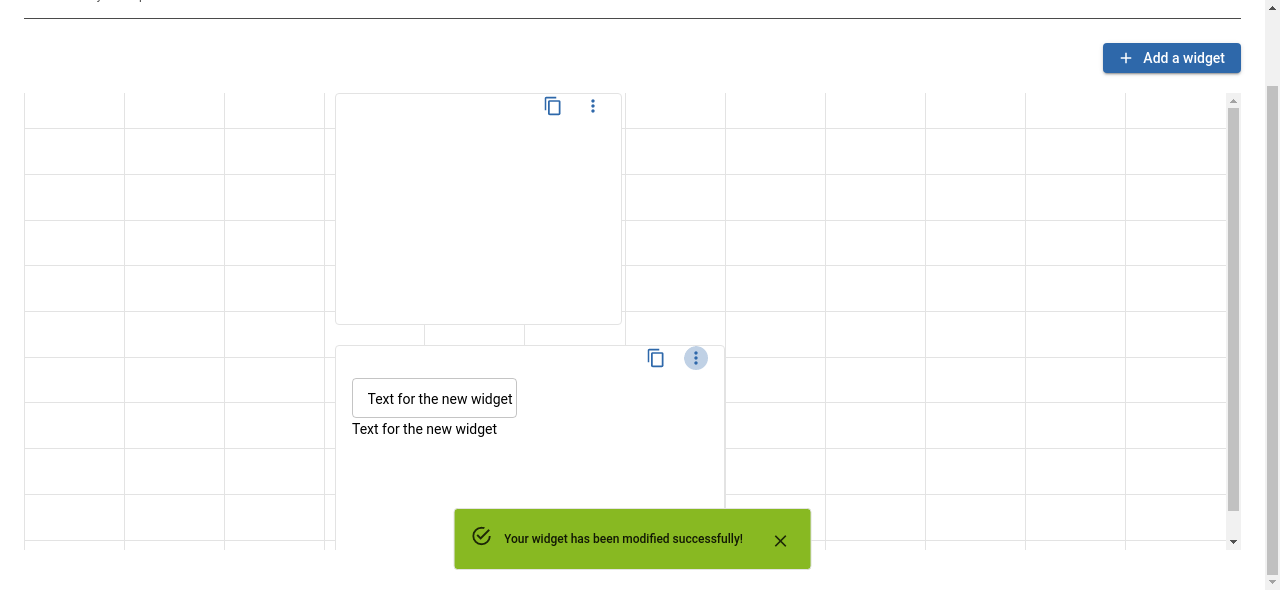 Add a widget
Text for the new widget
Text for the new widget
Your widget has been modified successfully!